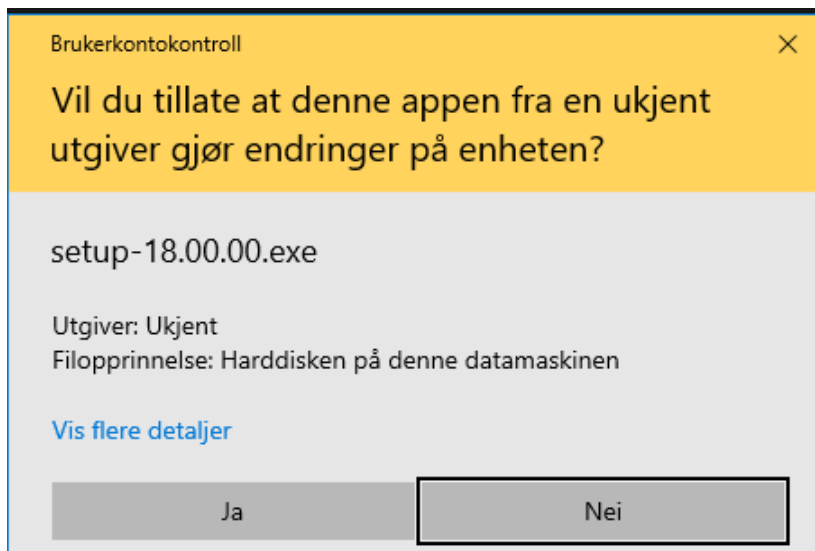 Brukerkontokontroll
Vil du tillate at denne appen fra en ukjent
utgiver gjør endringer på enheten?
setup-18.00.00.exe
Utgiver: Ukjent
Filopprinnelse: Harddisken på denne datamaskinen
Vis flere detaljer
Ja
Nei